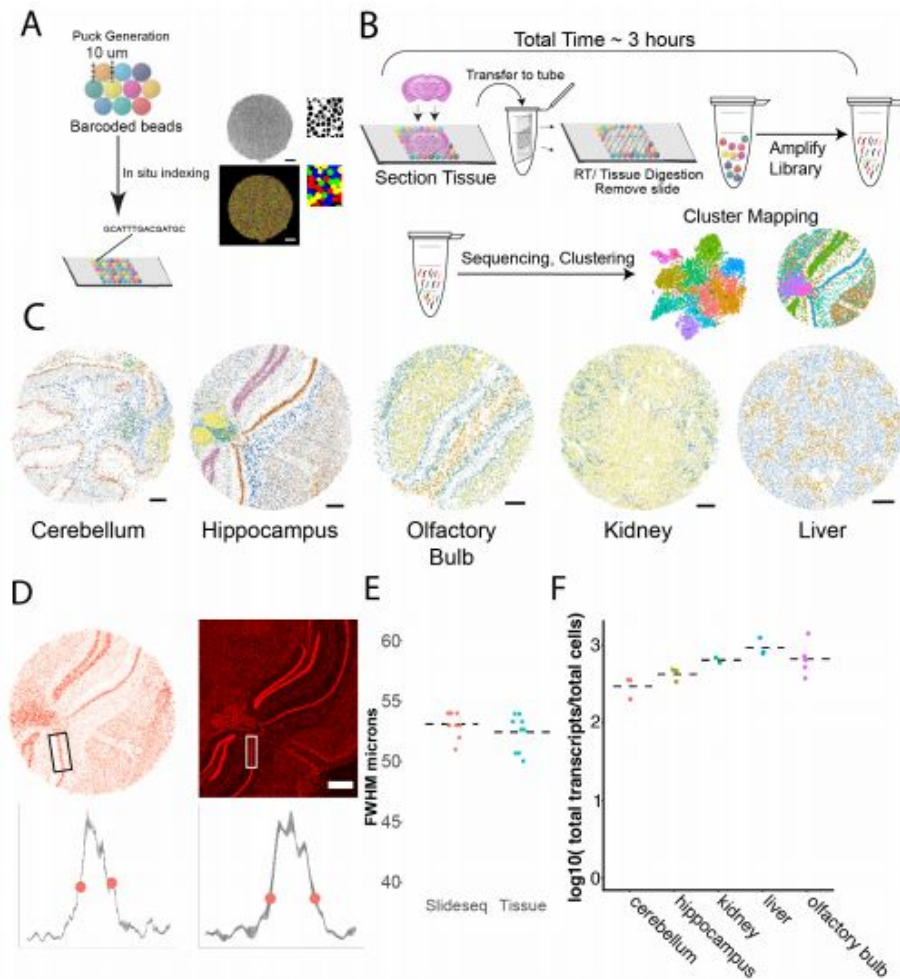 A
Puck Generation
10 um
Barcoded beads
In situ indexing
GCATTTGACGATGC
B
Total Time ~ 3 hours
Transfer to tube
Section Tissue
RT/ Tissue Digestion
Remove slide
Amplify
Library
Sequencing, Clustering
Cluster Mapping
C
Cerebellum
Hippocampus
Olfactory
Bulb
Kidney
Liver
D
E
FWHM microns
60
55
50
45
40
Slideseq
Tissue
F
log10( total transcripts/total cells)
3
2
1
0
cerebellum
hippocampus
kidney
liver
olfactory bulb